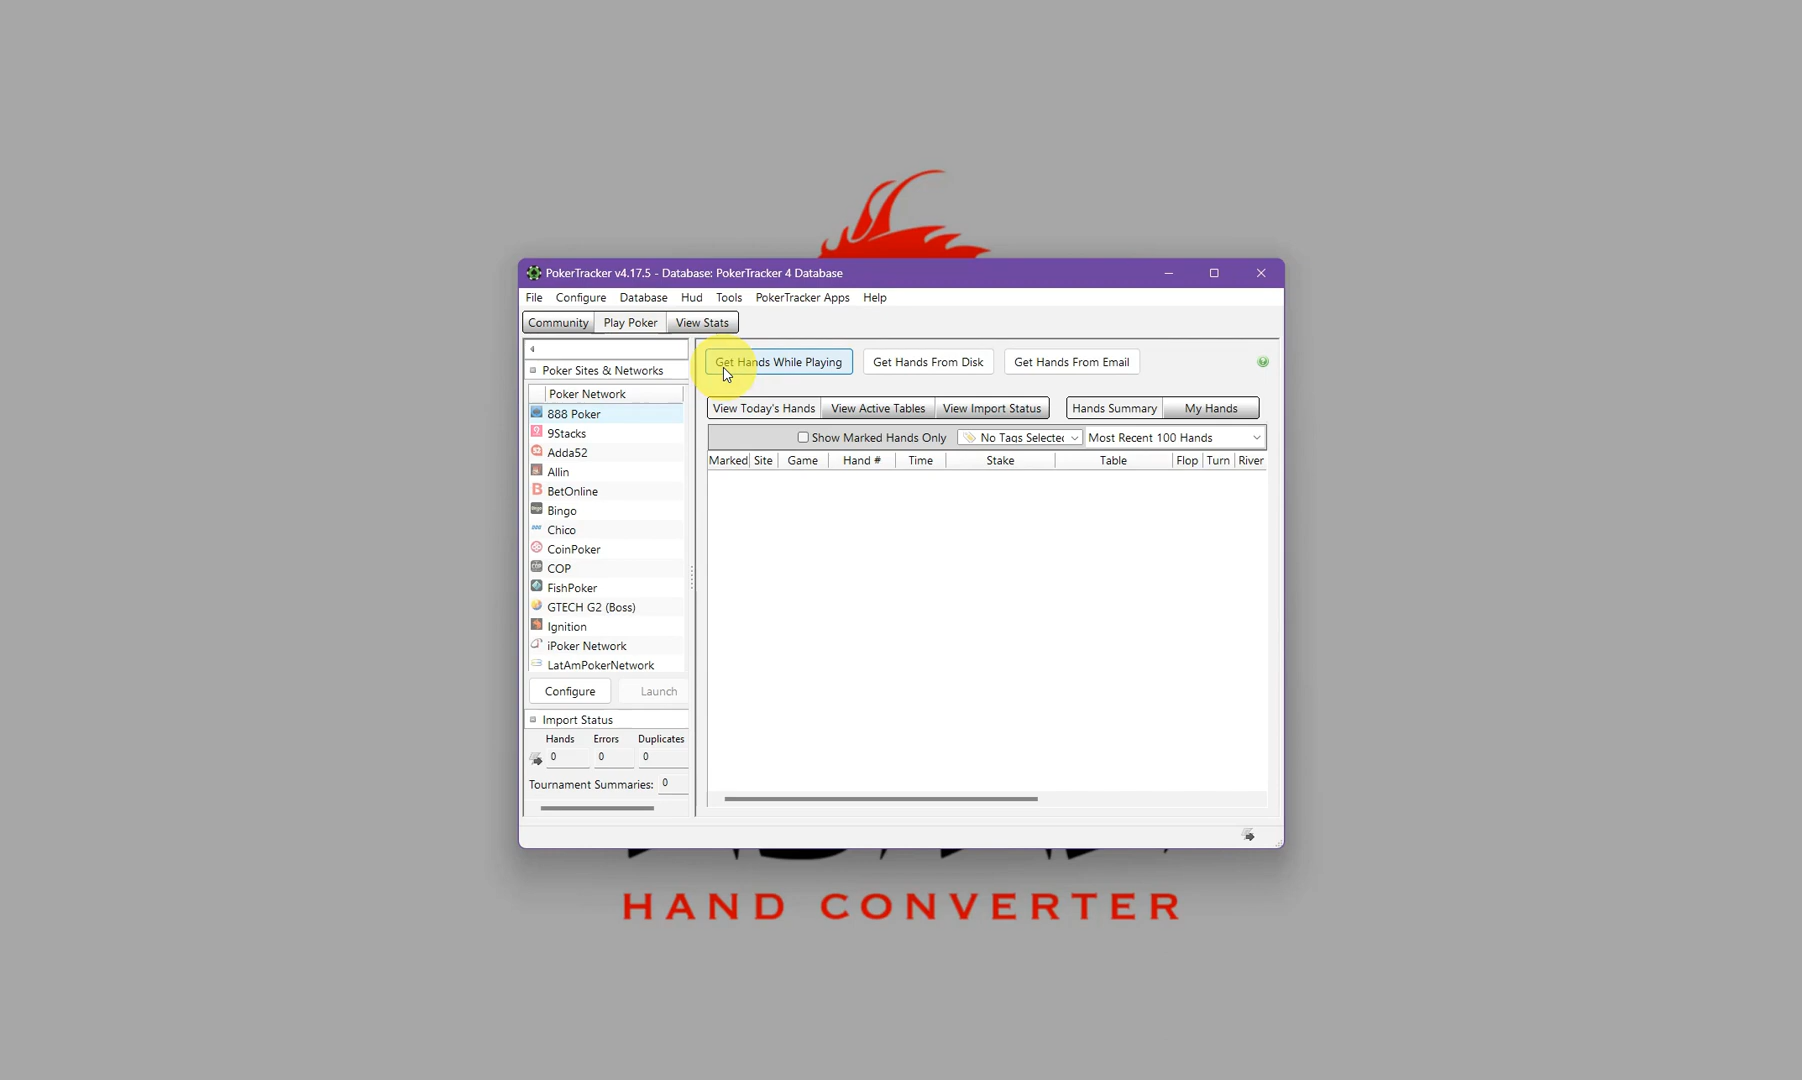 PokerTracker v4.17.5 - Database: PokerTracker 4 Database
File Configure Database Hud Tools PokerTracker Apps Help
Community Play Poker View Stats
Poker Sites & Networks
Poker Network
888 Poker
9Stacks
Adda52
Allin
BetOnline
Bingo
Chico
CoinPoker
COP
FishPoker
GTECH G2 (Boss)
Ignition
iPoker Network
LatAmPokerNetwork
Configure Launch
Import Status
Hands Errors Duplicates
0 0 0
Tournament Summaries: 0
Get Hands While Playing Get Hands From Disk Get Hands From Email
View Today's Hands View Active Tables View Import Status Hands Summary My Hands
Show Marked Hands Only No Tags Selected Most Recent 100 Hands
Marked Site Game Hand # Time Stake Table Flop Turn River
HAND CONVERTER